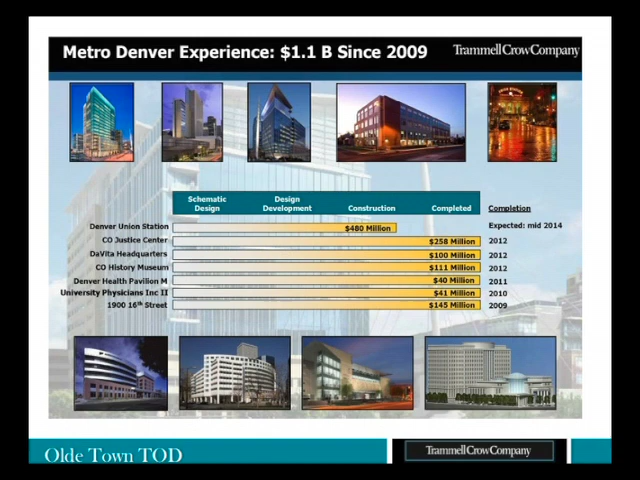 Metro Denver Experience: $1.1 B Since 2009
TrammellCrowCompany
Schematic Design
Design Development
Construction
Completed
Completion
Denver Union Station $480 Million Expected: mid 2014
CO Justice Center $258 Million 2012
DaVita Headquarters $100 Million 2012
CO History Museum $111 Million 2012
Denver Health Pavilion M $40 Million 2011
University Physicians Inc II $41 Million 2010
1900 16th Street $145 Million 2009
Olde Town TOD
TrammellCrowCompany